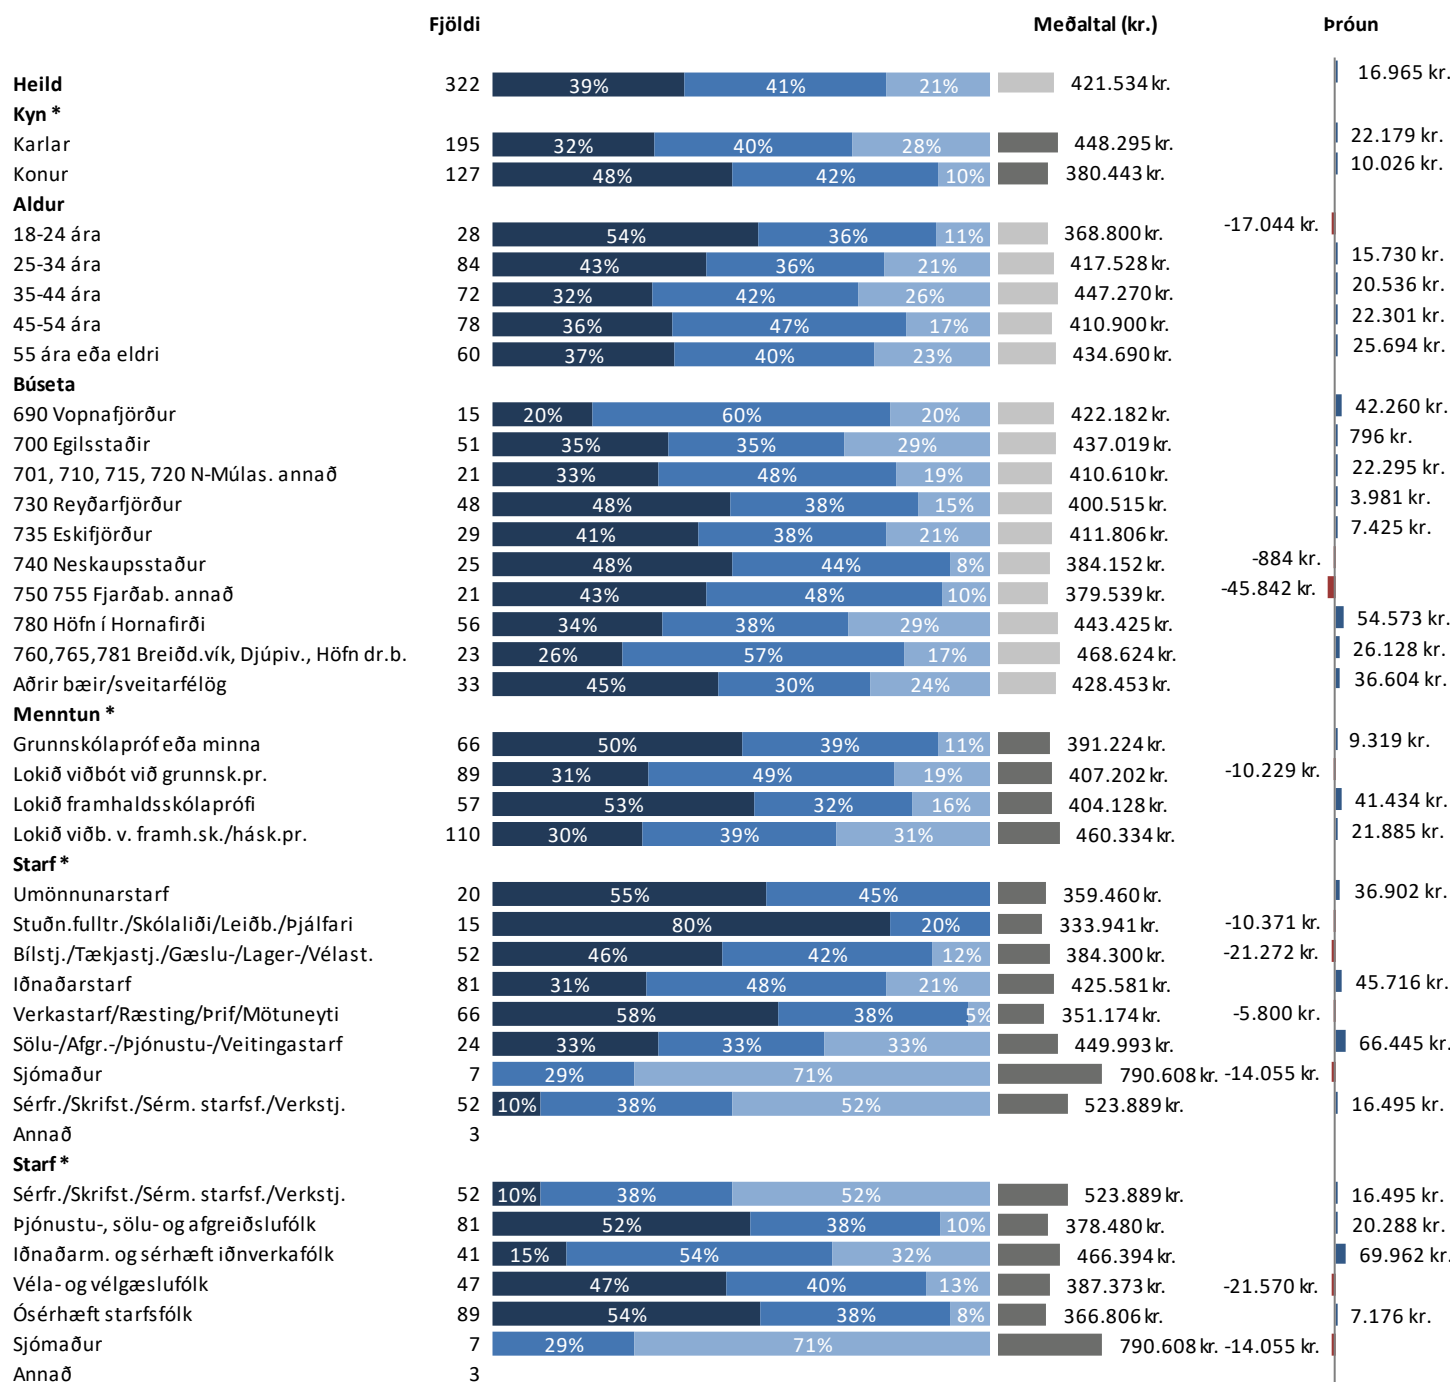 Fjöldi Meðaltal (kr.) Þróun
Heild 322 39% 41% 21% 421.534 kr. 16.965 kr.
Kyn *
Karlar 195 32% 40% 28% 448.295 kr. 22.179 kr.
Konur 127 48% 42% 10% 380.443 kr. 10.026 kr.
Aldur
18-24 ára 28 54% 36% 11% 368.800 kr. -17.044 kr.
25-34 ára 84 43% 36% 21% 417.528 kr. 15.730 kr.
35-44 ára 72 32% 42% 26% 447.270 kr. 20.536 kr.
45-54 ára 78 36% 47% 17% 410.900 kr. 22.301 kr.
55 ára eða eldri 60 37% 40% 23% 434.690 kr. 25.694 kr.
Búseta
690 Vopnafjörður 15 20% 60% 20% 422.182 kr. 42.260 kr.
700 Egilsstaðir 51 35% 35% 29% 437.019 kr. 796 kr.
701, 710, 715, 720 N-Múlas. annað 21 33% 48% 19% 410.610 kr. 22.295 kr.
730 Reyðarfjörður 48 48% 38% 15% 400.515 kr. 3.981 kr.
735 Eskifjörður 29 41% 38% 21% 411.806 kr. 7.425 kr.
740 Neskaupsstaður 25 48% 44% 8% 384.152 kr. -884 kr.
750 755 Fjarðab. annað 21 43% 48% 10% 379.539 kr. -45.842 kr.
780 Höfn í Hornafirði 56 34% 38% 29% 443.425 kr. 54.573 kr.
760,765,781 Breiðd.vík, Djúpiv., Höfn dr.b. 23 26% 57% 17% 468.624 kr. 26.128 kr.
Aðrir bæir/sveitarfélög 33 45% 30% 24% 428.453 kr. 36.604 kr.
Menntun *
Grunnskólapróf eða minna 66 50% 39% 11% 391.224 kr. 9.319 kr.
Lokið viðbót við grunnsk.pr. 89 31% 49% 19% 407.202 kr. -10.229 kr.
Lokið framhaldsskólaprófi 57 53% 32% 16% 404.128 kr. 41.434 kr.
Lokið viðb. v. framh.sk./hásk.pr. 110 30% 39% 31% 460.334 kr. 21.885 kr.
Starf *
Umönnunarstarf 20 55% 45% 359.460 kr. 36.902 kr.
Stuðn.fulltr./Skólaliði/Leiðb./Þjálfari 15 80% 20% 333.941 kr. -10.371 kr.
Bílstj./Tækjastj./Gæslu-/Lager-/Vélast. 52 46% 42% 12% 384.300 kr. -21.272 kr.
Iðnaðarstarf 81 31% 48% 21% 425.581 kr. 45.716 kr.
Verkastarf/Ræsting/Þrif/Mötuneyti 66 58% 38% 5% 351.174 kr. -5.800 kr.
Sölu-/Afgr.-/Þjónustu-/Veitingastarf 24 33% 33% 33% 449.993 kr. 66.445 kr.
Sjómaður 7 29% 71% 790.608 kr. -14.055 kr.
Sérfr./Skrifst./Sérm. starfsf./Verkstj. 52 10% 38% 52% 523.889 kr. 16.495 kr.
Annað 3
Starf *
Sérfr./Skrifst./Sérm. starfsf./Verkstj. 52 10% 38% 52% 523.889 kr. 16.495 kr.
Þjónustu-, sölu- og afgreiðslufólk 81 52% 38% 10% 378.480 kr. 20.288 kr.
Iðnaðarm. og sérhæft iðnverkafólk 41 15% 54% 32% 466.394 kr. 69.962 kr.
Véla- og vélgæslufólk 47 47% 40% 13% 387.373 kr. -21.570 kr.
Ósérhæft starfsfólk 89 54% 38% 8% 366.806 kr. 7.176 kr.
Sjómaður 7 29% 71% 790.608 kr. -14.055 kr.
Annað 3